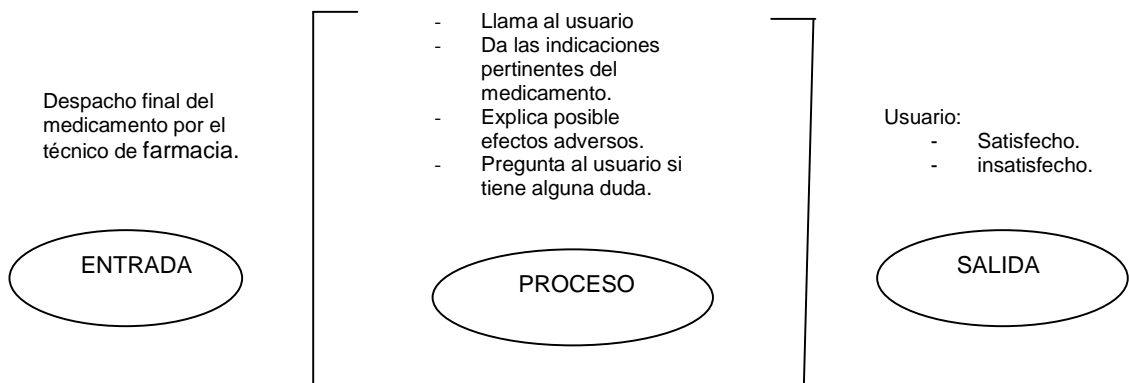 Despacho final del
medicamento por el
técnico de farmacia.
ENTRADA
- Llama al usuario
- Da las indicaciones
pertinentes del
medicamento.
- Explica posible
efectos adversos.
- Pregunta al usuario si
tiene alguna duda.
PROCESO
Usuario:
- Satisfecho.
- insatisfecho.
SALIDA